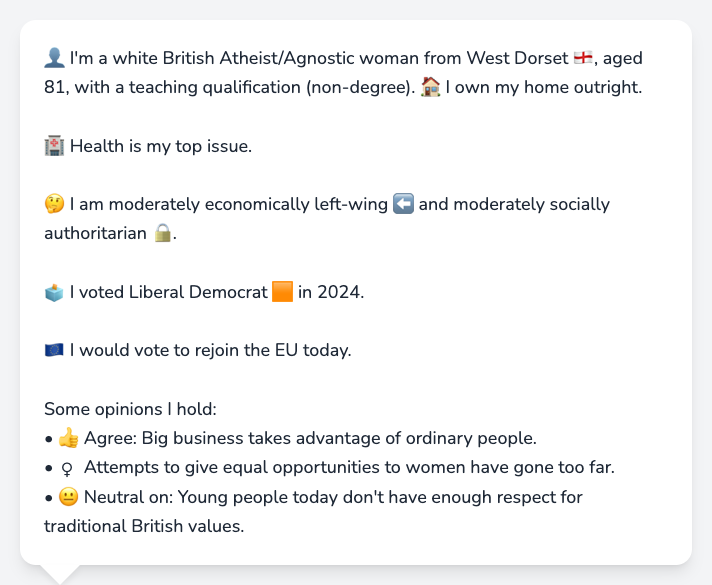 👤 I'm a white British Atheist/Agnostic woman from West Dorset 🏴󠁧󠁢󠁥󠁮󠁧󠁿, aged
81, with a teaching qualification (non-degree). 🏠 I own my home outright.
🏥 Health is my top issue.
🤔 I am moderately economically left-wing ⬅️ and moderately socially
authoritarian 🔒.
🗳️ I voted Liberal Democrat 🟧 in 2024.
🇪🇺 I would vote to rejoin the EU today.
Some opinions I hold:
• 👍 Agree: Big business takes advantage of ordinary people.
• ♀ Attempts to give equal opportunities to women have gone too far.
• 😐 Neutral on: Young people today don't have enough respect for
traditional British values.